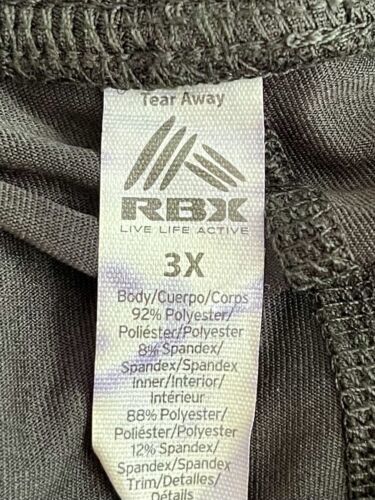 Tear Away
RBX
LIVE LIFE ACTIVE
3X
Body/Cuerpo/Corps
92% Polyester/
Poliéster/Polyester
8% Spandex/
Spandex/Spandex
Inner/Interior/
Intérieur
88% Polyester/
Poliéster/Polyester
12% Spandex/
Spandex/Spandex
Trim/Detalles/
Détails